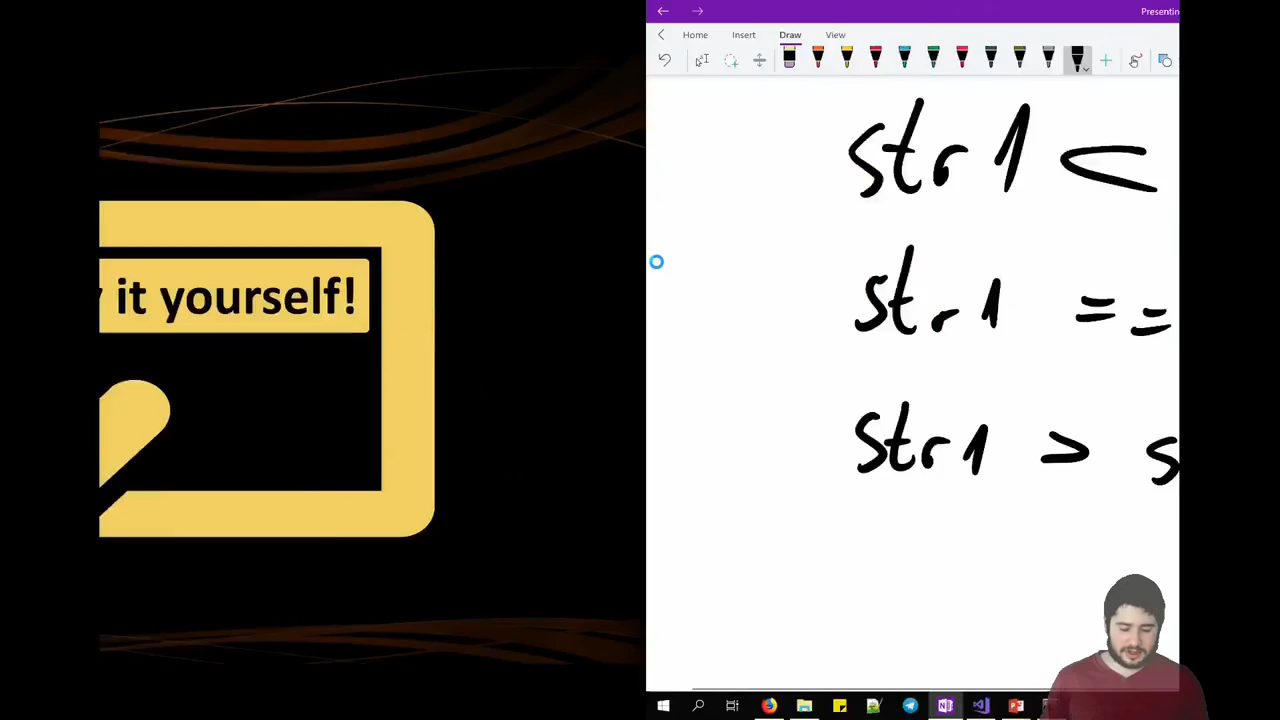 Presentin
Home Insert Draw View
it yourself!
str1 <
str1 ==
str1 > s